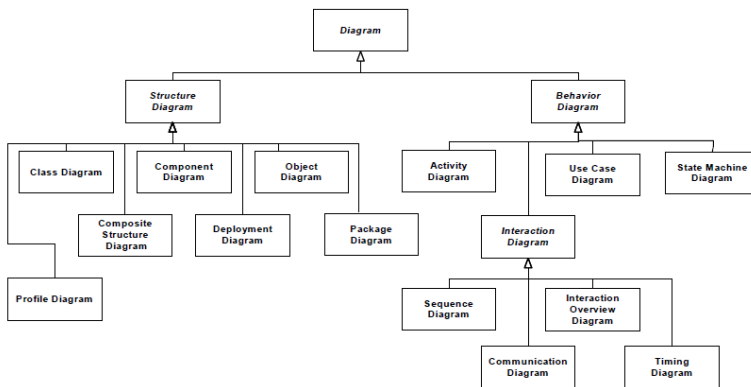 Diagram
Structure
Diagram
Behavior
Diagram
Class Diagram
Component
Diagram
Object
Diagram
Activity
Diagram
Use Case
Diagram
State Machine
Diagram
Composite
Structure
Diagram
Deployment
Diagram
Package
Diagram
Interaction
Diagram
Profile Diagram
Sequence
Diagram
Interaction
Overview
Diagram
Communication
Diagram
Timing
Diagram